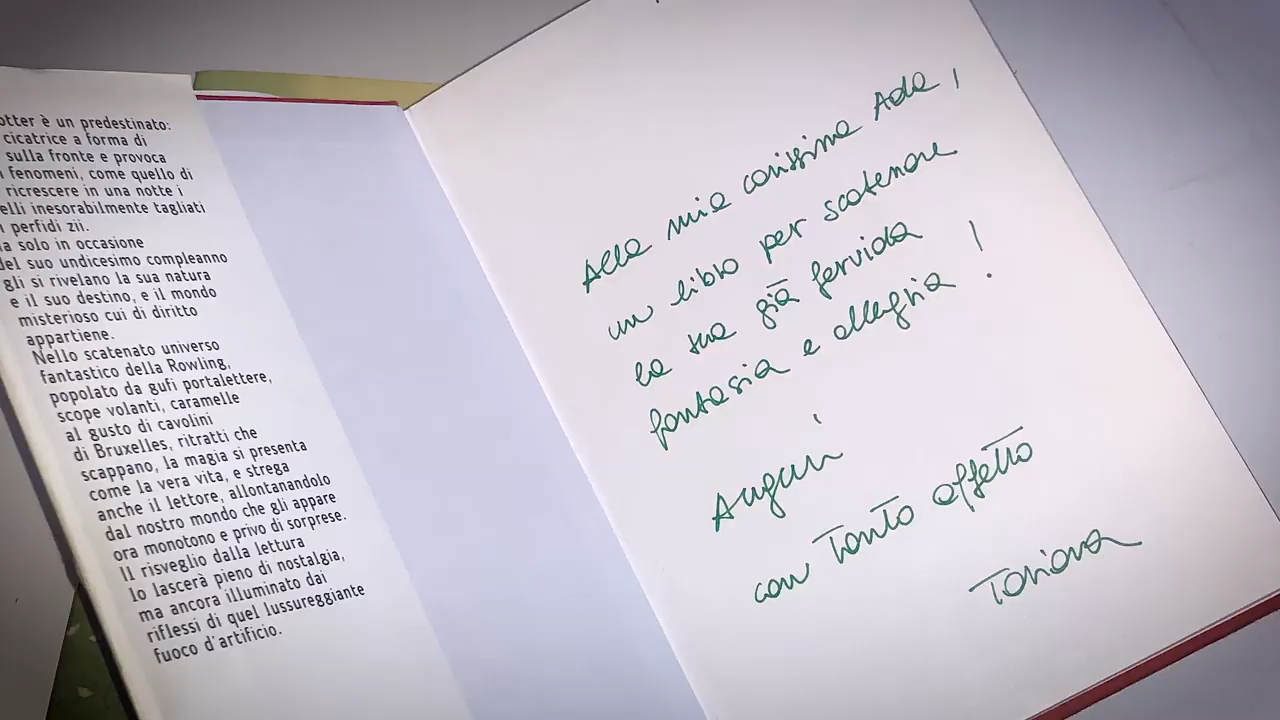 otter è un predestinato:
cicatrice a forma di
sulla fronte e provoca
fenomeni, come quello di
ricrescere in una notte i
elli inesorabilmente tagliati
perfidi zii.
solo in occasione
del suo undicesimo compleanno
gli si rivelano la sua natura
e il suo destino, e il mondo
misterioso cui di diritto
appartiene.
Nello scatenato universo
fantastico della Rowling,
popolato da gufi portalettere,
scope volanti, caramelle
al gusto di cavolini
di Bruxelles, ritratti che
scappano, la magia si presenta
come la vera vita, e strega
anche il lettore, allontanandolo
dal nostro mondo che gli appare
ora monotono e privo di sorprese.
Il risveglio dalla lettura
lo lascerà pieno di nostalgia,
ma ancora illuminato dai
riflessi di quel lussureggiante
fuoco d'artificio.
Alla mia carissima Ada,
un libro per scatenare
la tua già fervida
fantasia e allegria!
Auguri
con tanto affetto
Tatiana